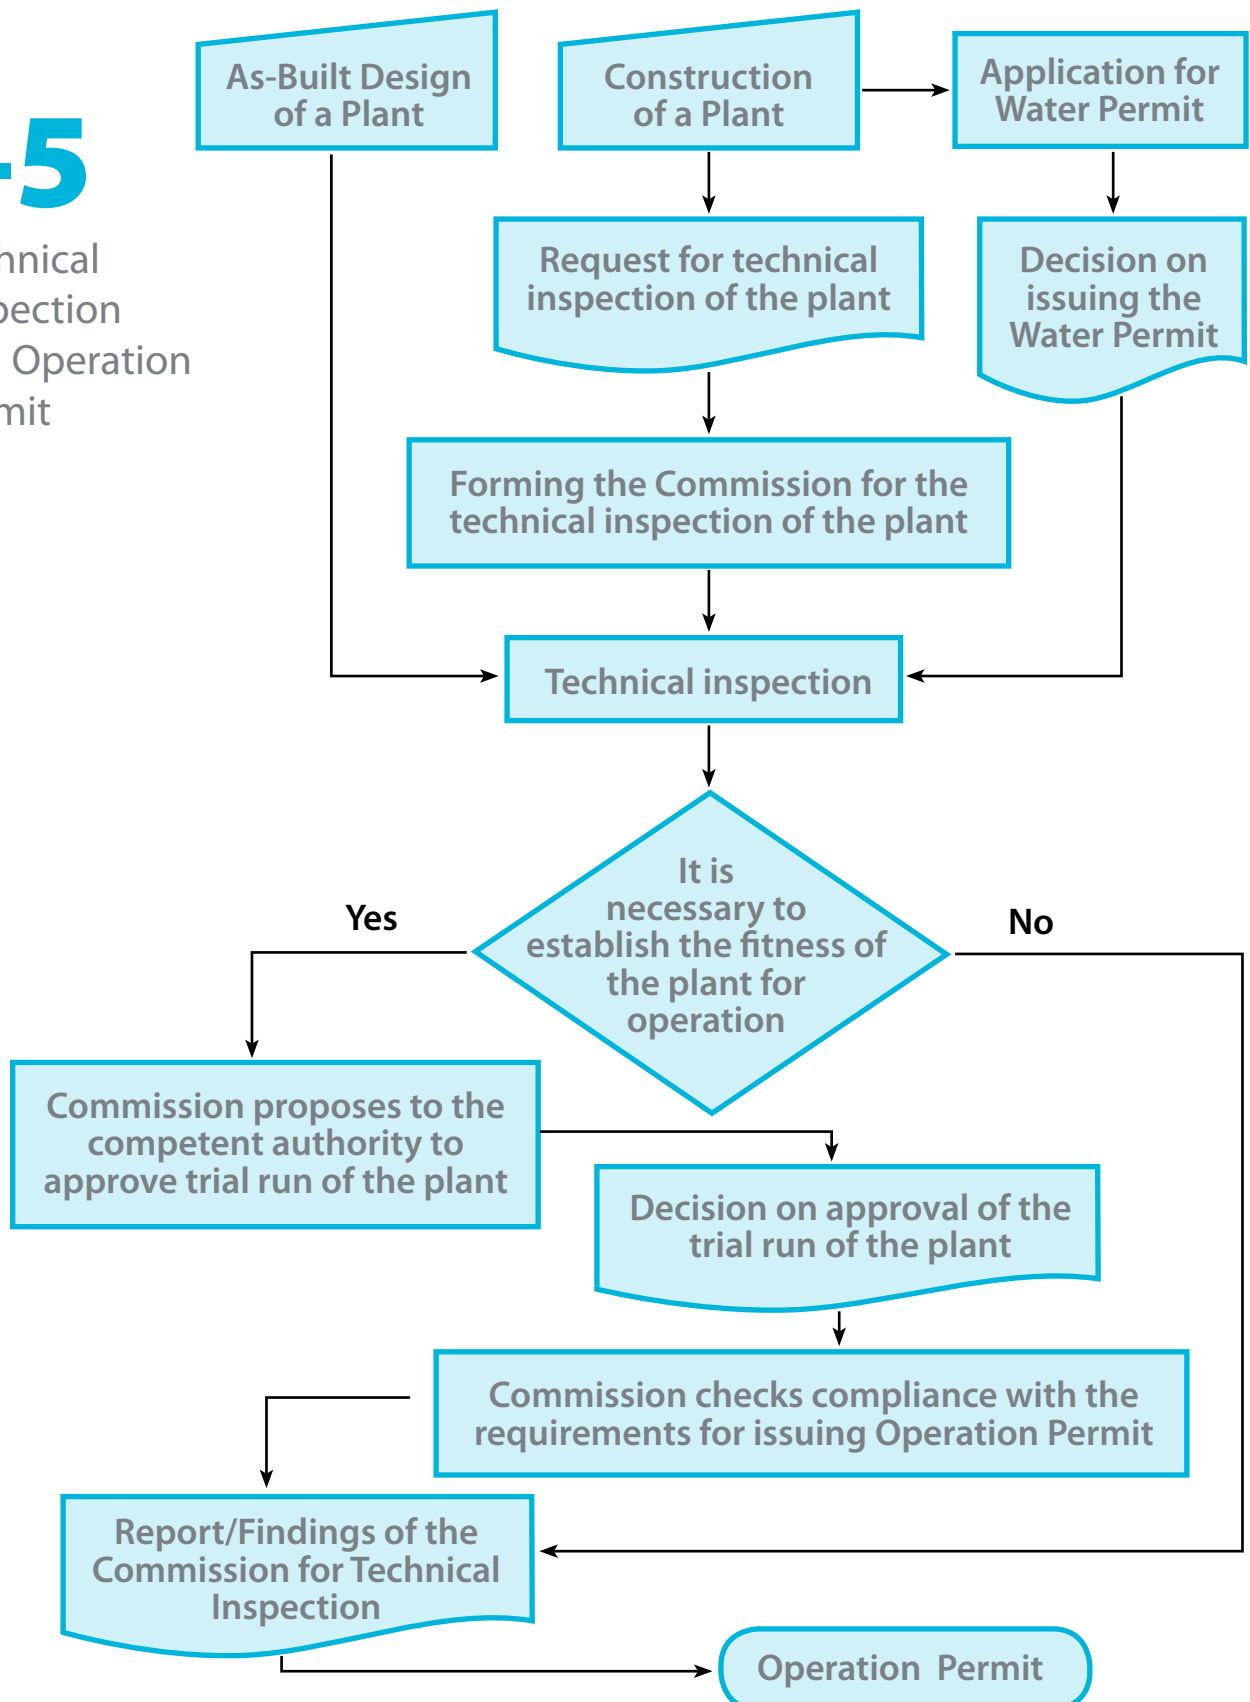 -5
hnical
pection
Operation
mit
As-Built Design
of a Plant
Construction
of a Plant
Application for
Water Permit
Request for technical
inspection of the plant
Decision on
issuing the
Water Permit
Forming the Commission for the
technical inspection of the plant
Technical inspection
It is
necessary to
establish the fitness of
the plant for
operation
Yes
No
Commission proposes to the
competent authority to
approve trial run of the plant
Decision on approval of the
trial run of the plant
Commission checks compliance with the
requirements for issuing Operation Permit
Report/Findings of the
Commission for Technical
Inspection
Operation Permit